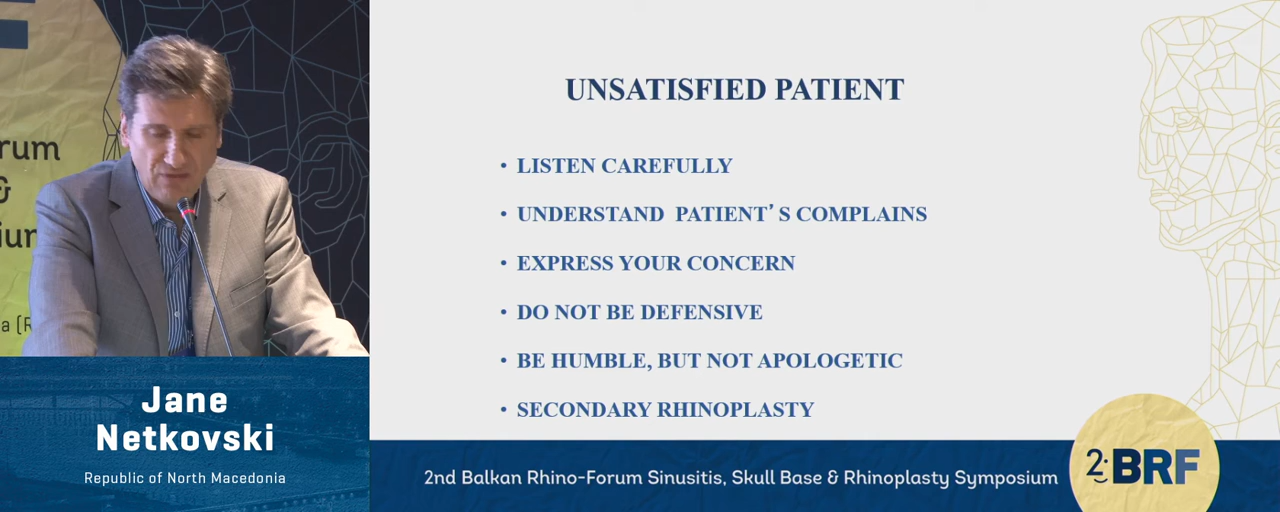 rum
&
ium
a (R
Jane
Netkovski
Republic of North Macedonia
UNSATISFIED PATIENT
• LISTEN CAREFULLY
• UNDERSTAND PATIENT’S COMPLAINS
• EXPRESS YOUR CONCERN
• DO NOT BE DEFENSIVE
• BE HUMBLE, BUT NOT APOLOGETIC
• SECONDARY RHINOPLASTY
2nd Balkan Rhino-Forum Sinusitis, Skull Base & Rhinoplasty Symposium
2. BRF